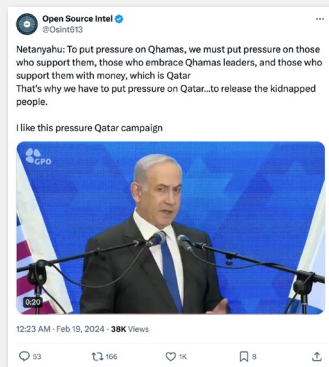 Open Source Intel
@Osint613
Netanyahu: To put pressure on Qhamas, we must put pressure on those
who support them, those who embrace Qhamas leaders, and those who
support them with money, which is Qatar
That's why we have to put pressure on Qatar...to release the kidnapped
people.
I like this pressure Qatar campaign
GPO
0:20
12:23 AM · Feb 19, 2024 · 38K Views
53 166 1K 8